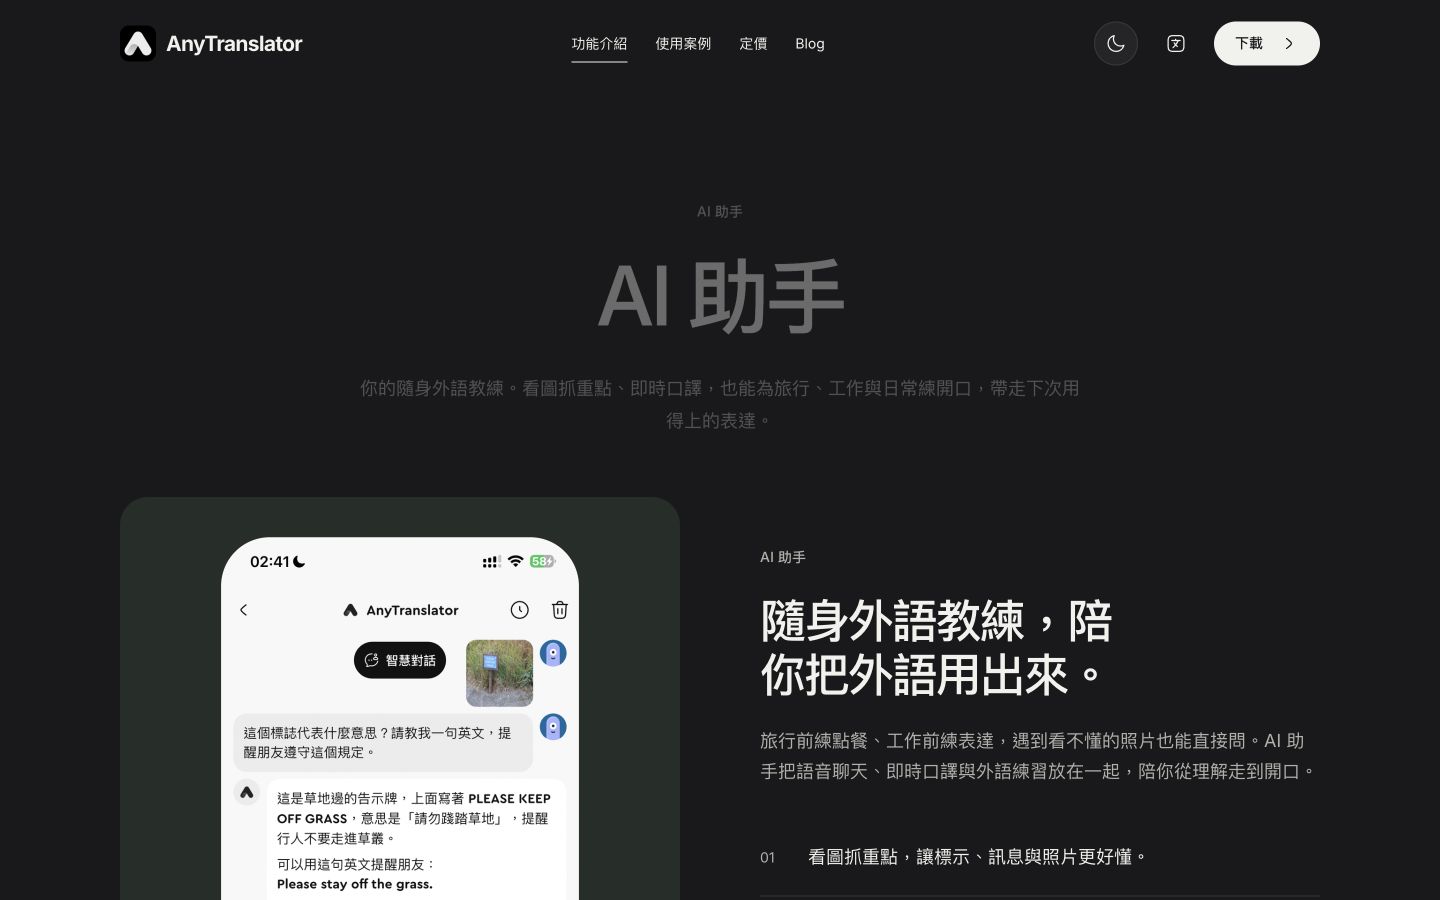 AnyTranslator
功能介紹
使用案例
定價
Blog
下載
AI 助手
AI 助手
你的隨身外語教練。看圖抓重點、即時口譯，也能為旅行、工作與日常練開口，帶走下次用
得上的表達。
02:41
58
AnyTranslator
智慧對話
這個標誌代表什麼意思？請教我一句英文，提
醒朋友遵守這個規定。
這是草地邊的告示牌，上面寫著 PLEASE KEEP
OFF GRASS，意思是「請勿踐踏草地」，提醒
行人不要走進草叢。
可以用這句英文提醒朋友：
Please stay off the grass.
AI 助手
隨身外語教練，陪
你把外語用出來。
旅行前練點餐、工作前練表達，遇到看不懂的照片也能直接問。AI 助
手把語音聊天、即時口譯與外語練習放在一起，陪你從理解走到開口。
01 看圖抓重點，讓標示、訊息與照片更好懂。